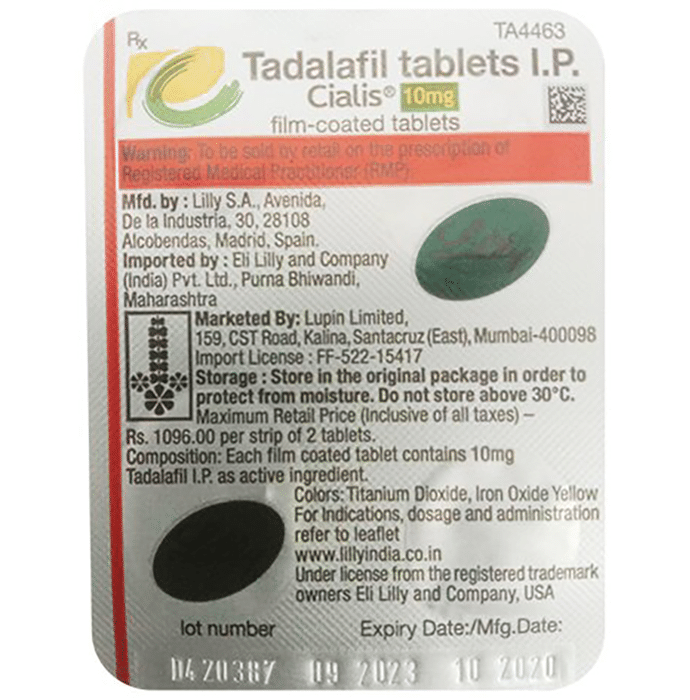 Rx
TA4463
Tadalafil tablets I.P.
Cialis® 10mg
film-coated tablets
Warning: To be sold by retail on the prescription of
Registered Medical Practitioner (RMP)
Mfd. by : Lilly S.A., Avenida,
De la Industria, 30, 28108
Alcobendas, Madrid, Spain.
Imported by : Eli Lilly and Company
(India) Pvt. Ltd., Purna Bhiwandi,
Maharashtra
Lilly
Marketed By: Lupin Limited,
159, CST Road, Kalina, Santacruz (East), Mumbai-400098
Import License : FF-522-15417
Storage : Store in the original package in order to
protect from moisture. Do not store above 30°C.
Maximum Retail Price (Inclusive of all taxes) –
Rs. 1096.00 per strip of 2 tablets.
Composition: Each film coated tablet contains 10mg
Tadalafil I.P. as active ingredient.
Colors: Titanium Dioxide, Iron Oxide Yellow
For Indications, dosage and administration
refer to leaflet
www.lillyindia.co.in
Under license from the registered trademark
owners Eli Lilly and Company, USA
lot number Expiry Date:/Mfg.Date:
D420387 09 2023 10 2020